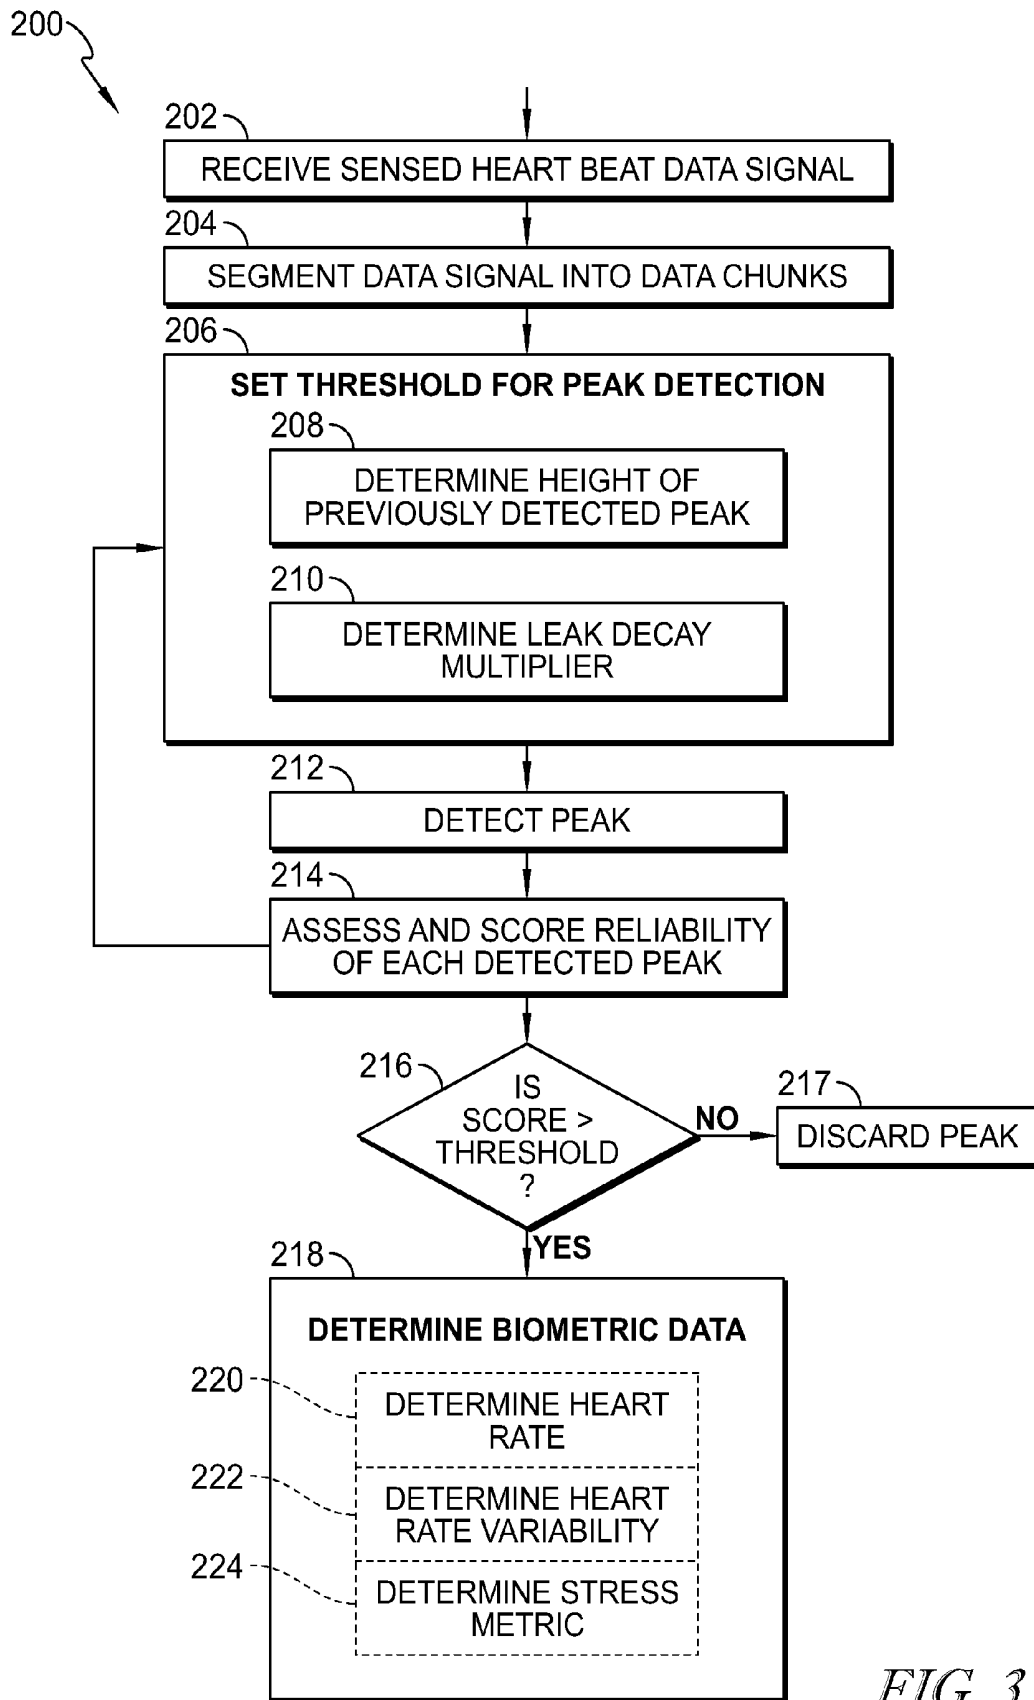 200
202
RECEIVE SENSED HEART BEAT DATA SIGNAL
204
SEGMENT DATA SIGNAL INTO DATA CHUNKS
206
SET THRESHOLD FOR PEAK DETECTION
208
DETERMINE HEIGHT OF
PREVIOUSLY DETECTED PEAK
210
DETERMINE LEAK DECAY
MULTIPLIER
212
DETECT PEAK
214
ASSESS AND SCORE RELIABILITY
OF EACH DETECTED PEAK
216
IS
SCORE >
THRESHOLD
?
NO
217
DISCARD PEAK
YES
218
DETERMINE BIOMETRIC DATA
220
DETERMINE HEART
RATE
222
DETERMINE HEART
RATE VARIABILITY
224
DETERMINE STRESS
METRIC
FIG. 3